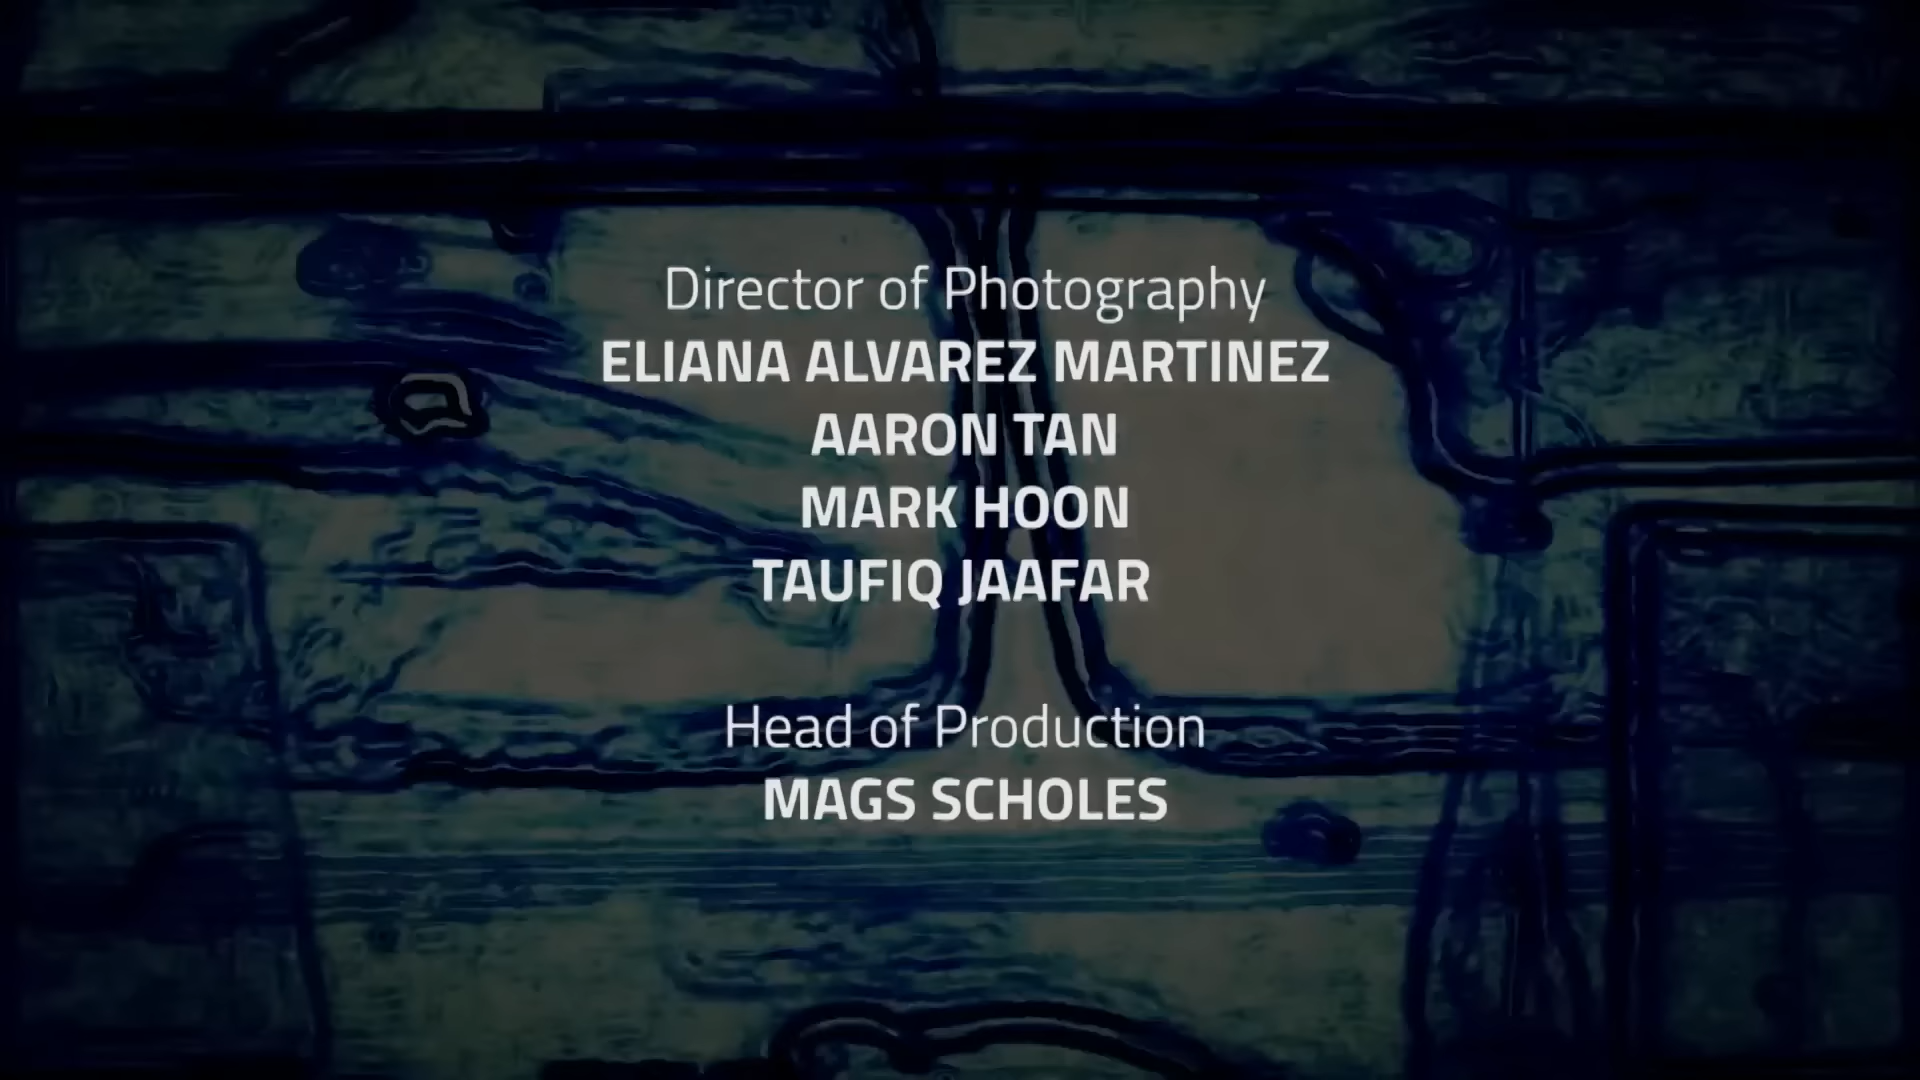 Director of Photography
ELIANA ALVAREZ MARTINEZ
AARON TAN
MARK HOON
TAUFIQ JAAFAR
Head of Production
MAGS SCHOLES